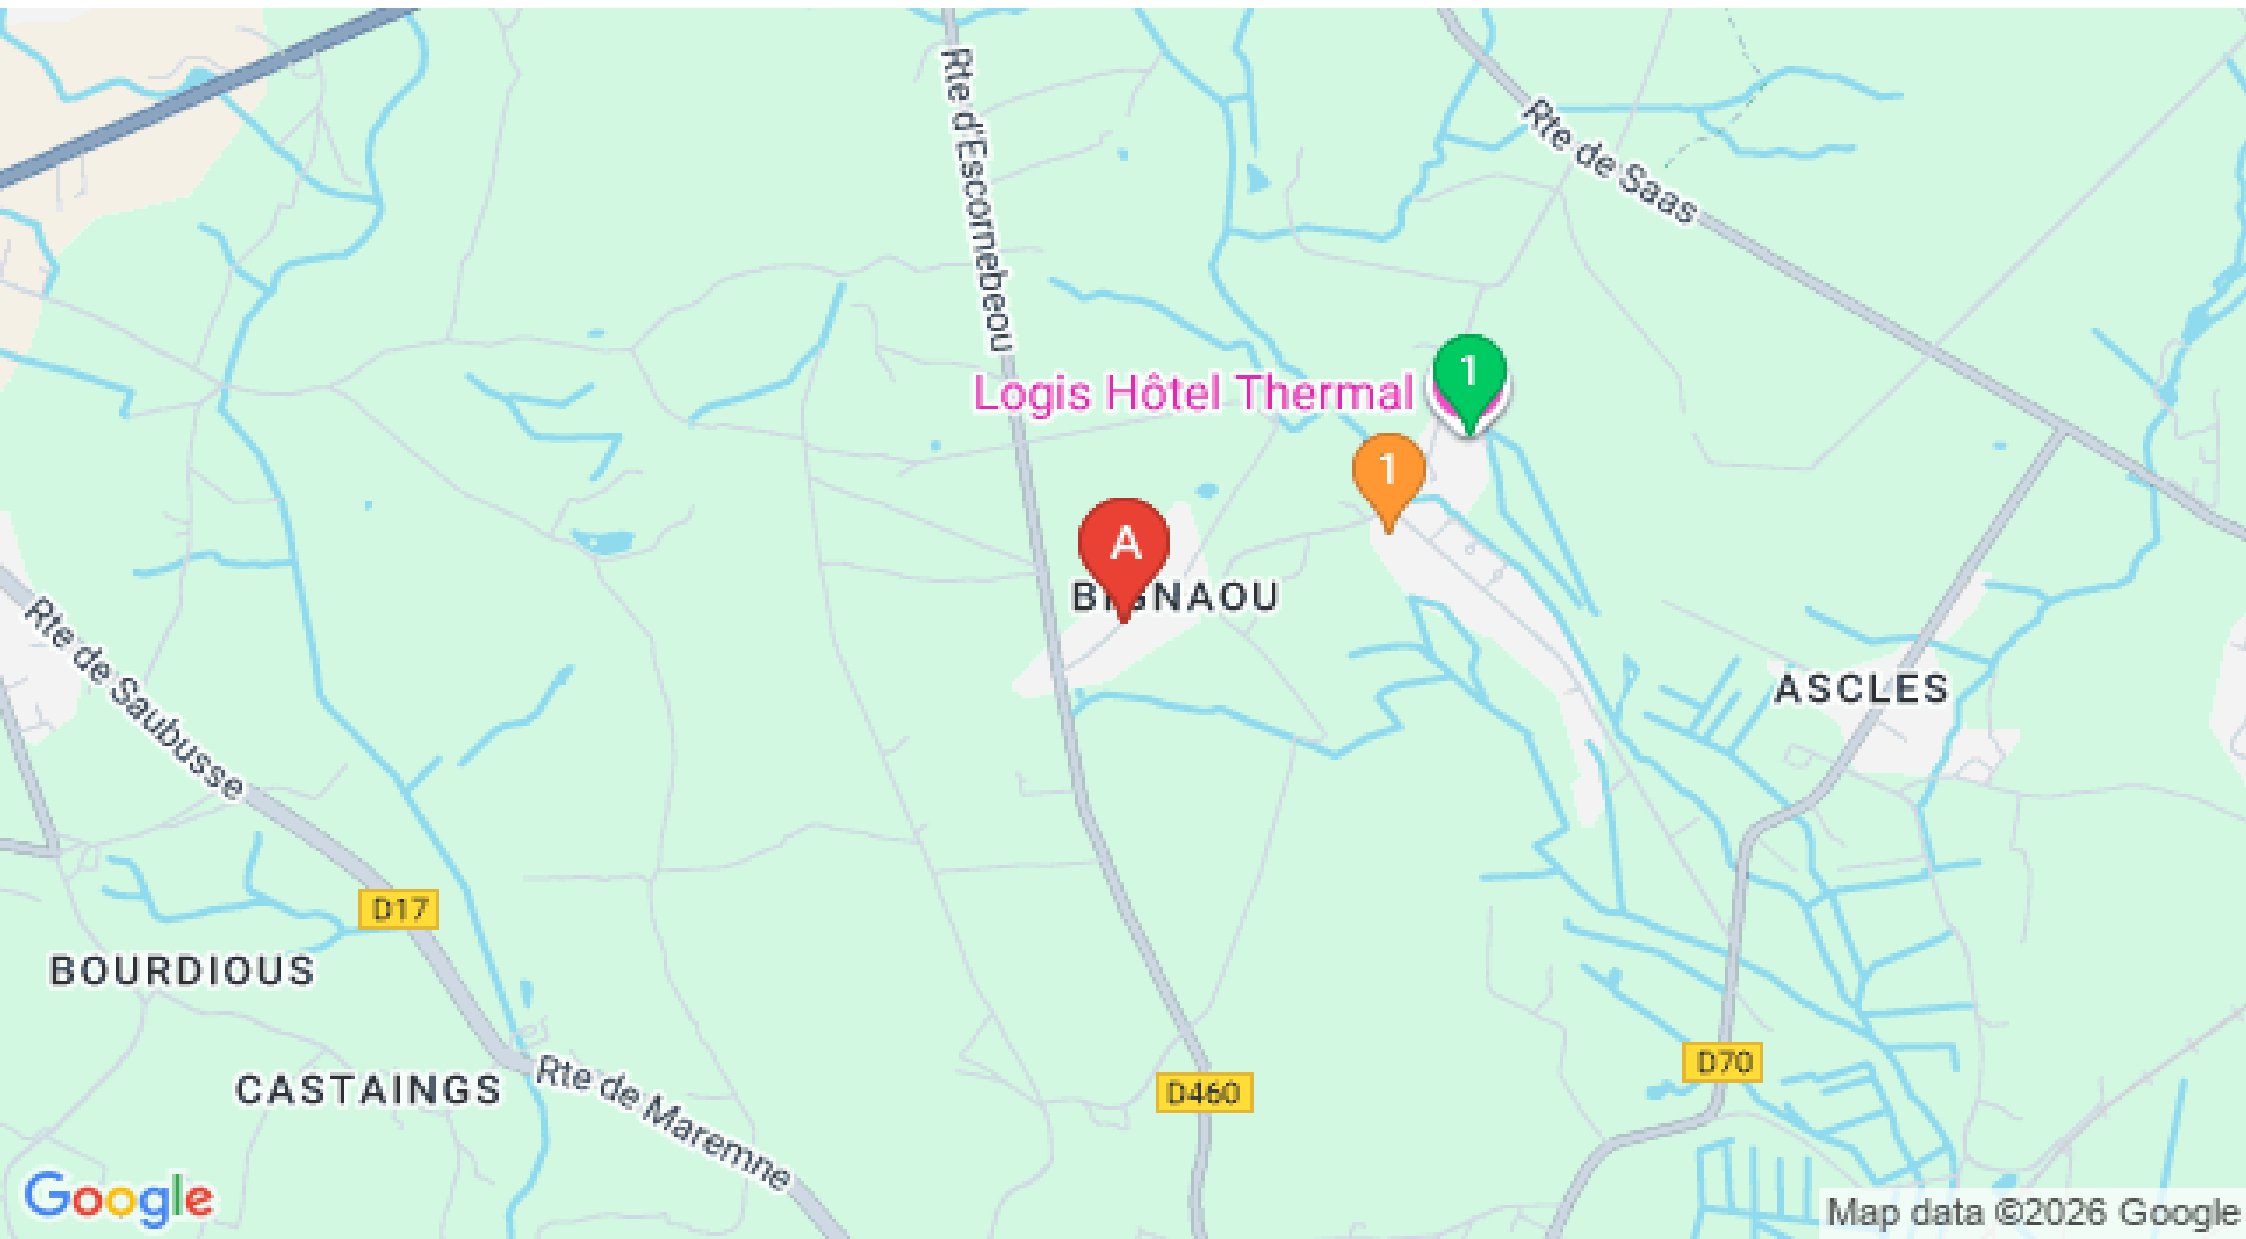 Rte d'Escornebeou
Rte de Saas
Logis Hôtel Thermal
1
1
A
BIGNAOU
Rte de Saubusse
ASCLES
D17
BOURDIOUS
CASTAINGS
Rte de Maremne
D460
D70
Google
Map data ©2026 Google